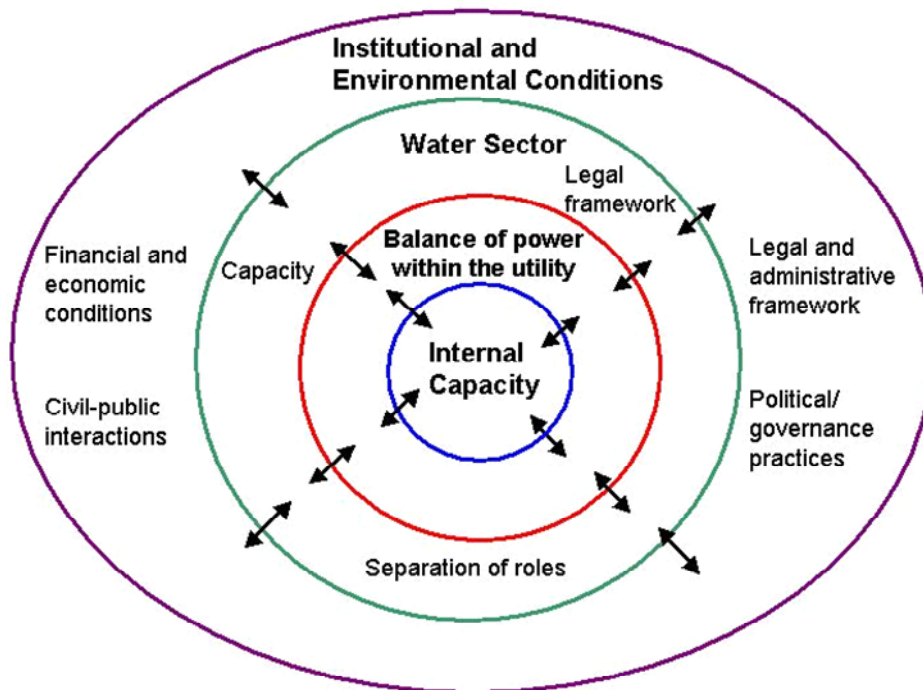 Institutional and
Environmental Conditions
Water Sector
Legal
framework
Balance of power
within the utility
Financial and
economic
conditions
Capacity
Legal and
administrative
framework
Internal
Capacity
Civil-public
interactions
Political/
governance
practices
Separation of roles